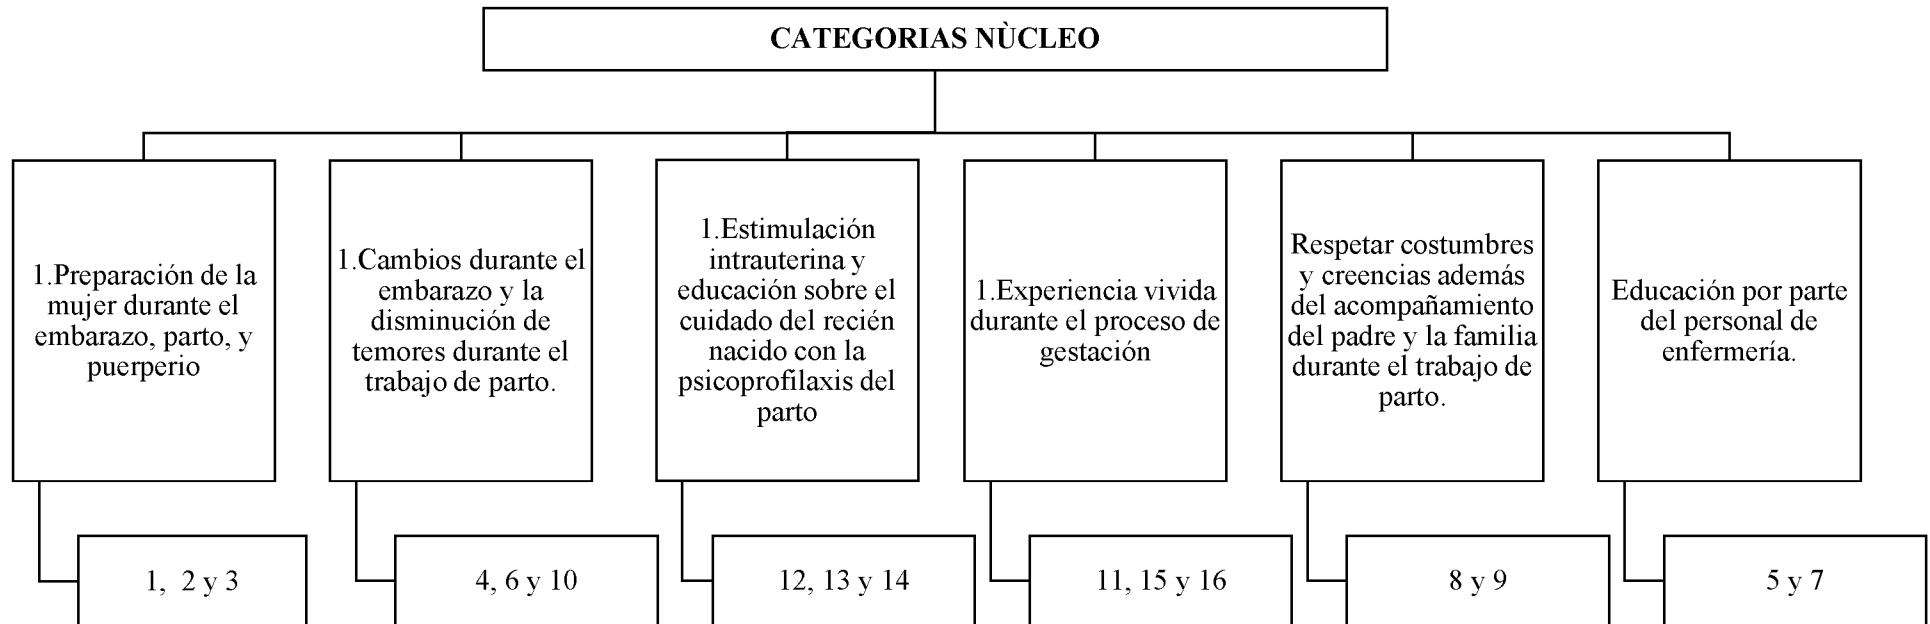 CATEGORIAS NÙCLEO
1.Preparación de la
mujer durante el
embarazo, parto, y
puerperio
1.Cambios durante el
embarazo y la
disminución de
temores durante el
trabajo de parto.
1.Estimulación
intrauterina y
educación sobre el
cuidado del recién
nacido con la
psicoprofilaxis del
parto
1.Experiencia vivida
durante el proceso de
gestación
Respetar costumbres
y creencias además
del acompañamiento
del padre y la familia
durante el trabajo de
parto.
Educación por parte
del personal de
enfermería.
1, 2 y 3
4, 6 y 10
12, 13 y 14
11, 15 y 16
8 y 9
5 y 7